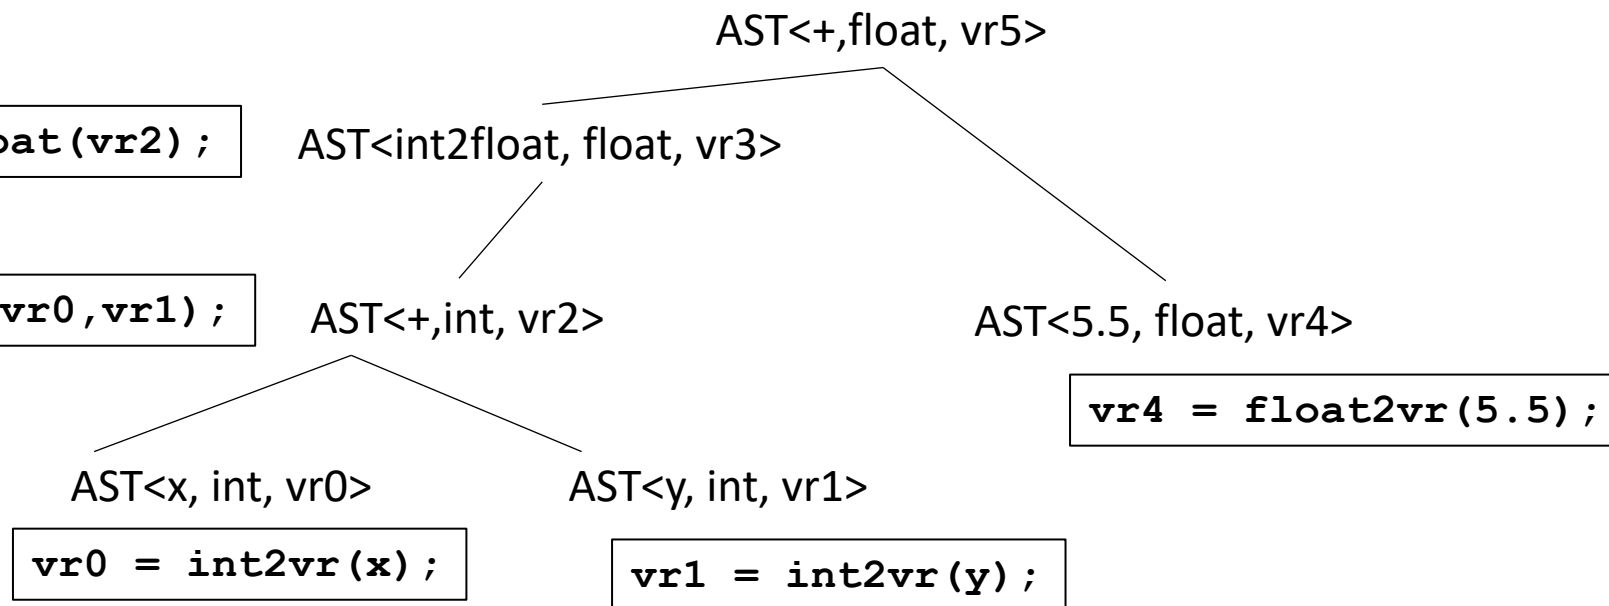 AST<+,float, vr5>
oat(vr2);
AST<int2float, float, vr3>
vr0,vr1);
AST<+,int, vr2>
AST<5.5, float, vr4>
vr4 = float2vr(5.5);
AST<x, int, vr0>
AST<y, int, vr1>
vr0 = int2vr(x);
vr1 = int2vr(y);